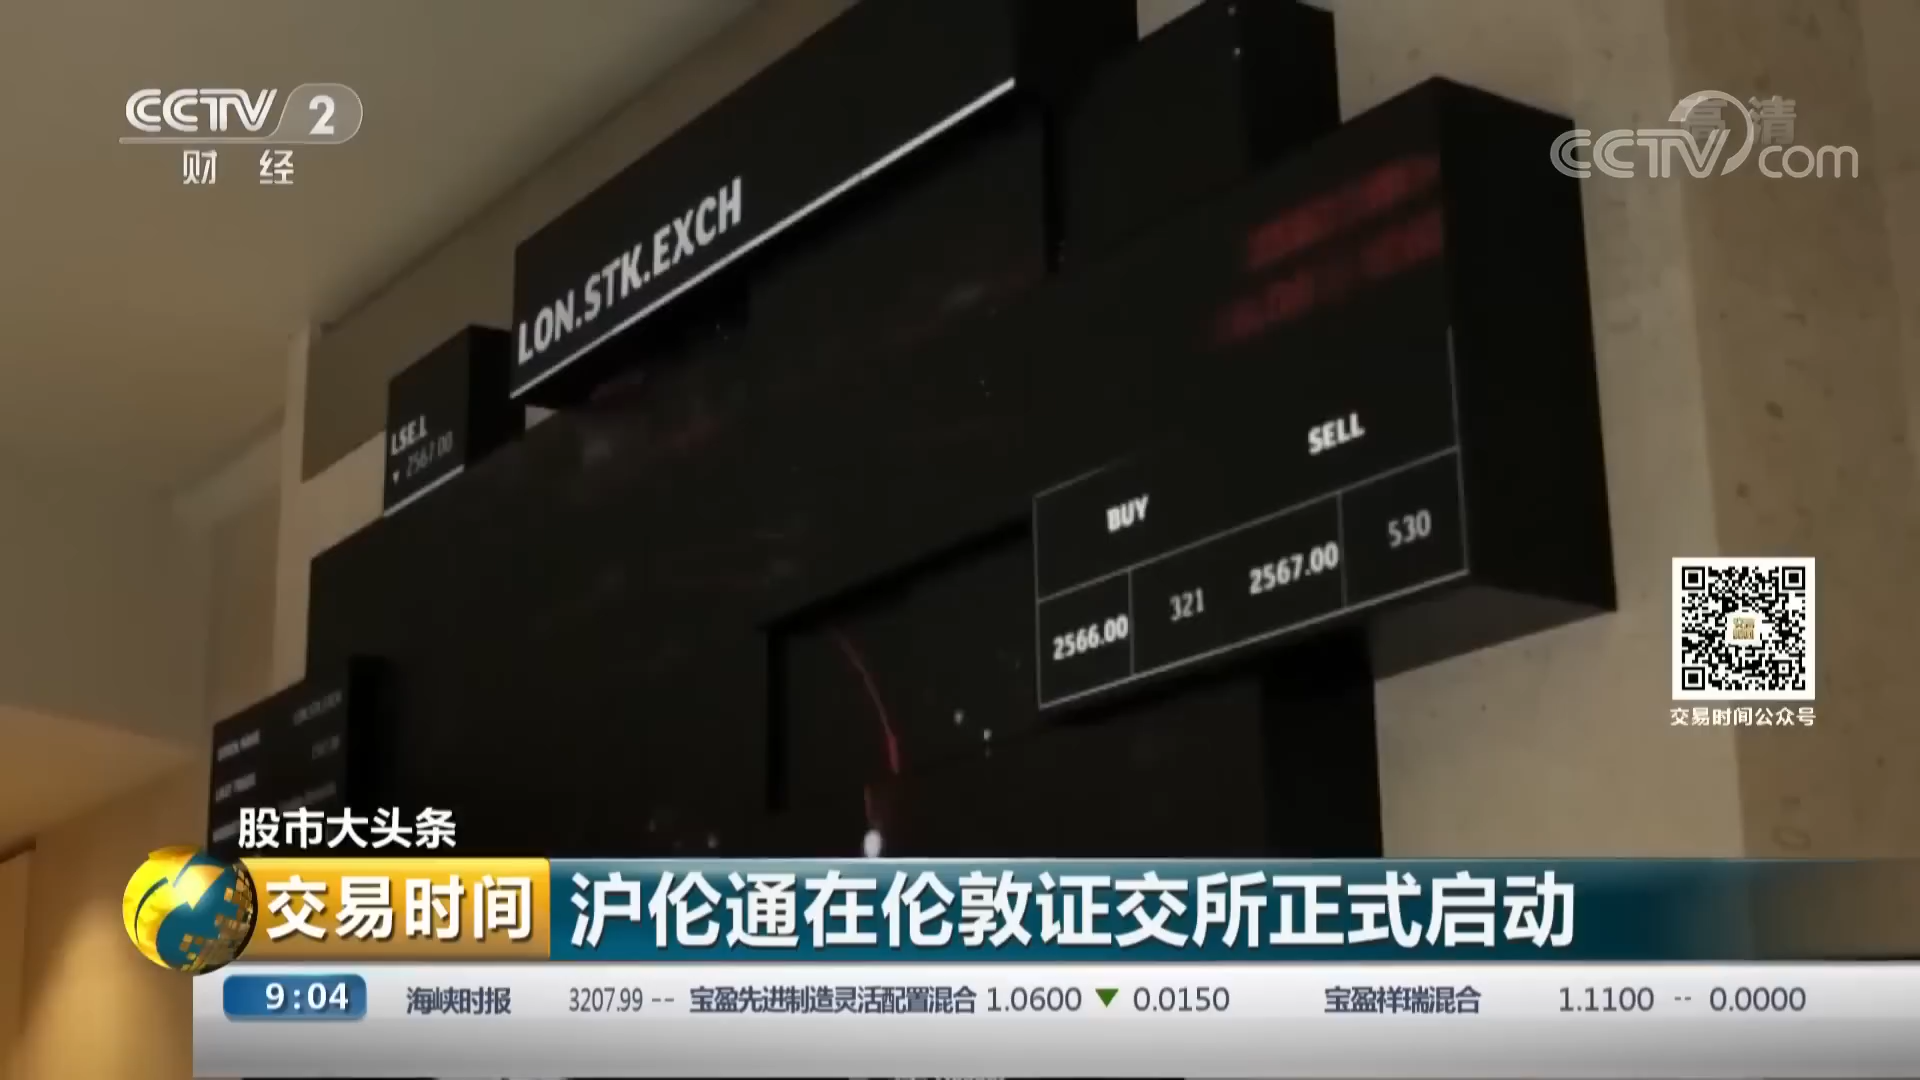 CCTV 2
财经
高清
CCTV com
LON.STK.EXCH
LSE.L
▼ 2567.00
SELL
BUY
530
2567.00
321
2566.00
交易时间公众号
股市大头条
交易时间
沪伦通在伦敦证交所正式启动
9:04 海峡时报 3207.99 -- 宝盈先进制造灵活配置混合 1.0600 ▼ 0.0150 宝盈祥瑞混合 1.1100 -- 0.0000